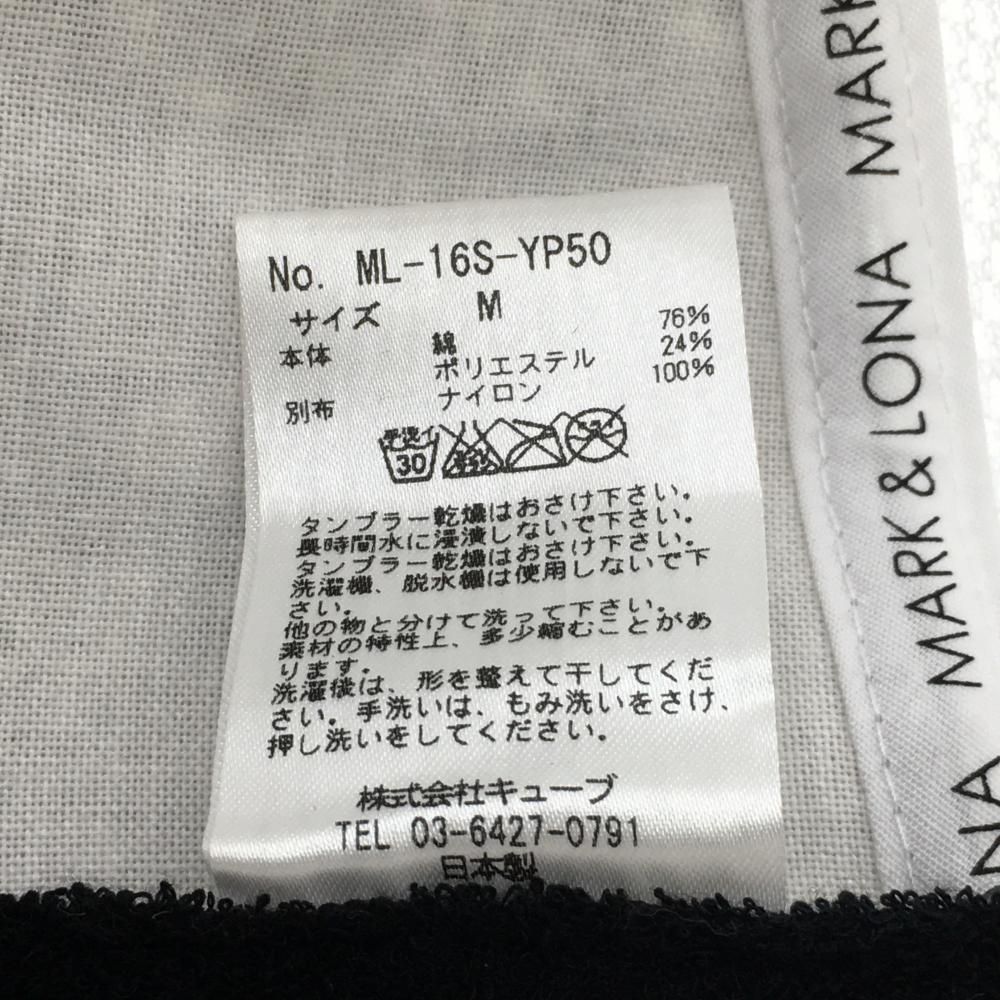 No. ML-16S-YP50
サイズ M
本体 綿 76%
ポリエステル 24%
別布 ナイロン 100%
手洗イ
30
タンブラー乾燥はおさけ下さい。
長時間水に浸漬しないで下さい。
タンブラー乾燥はおさけ下さい。
洗濯機、脱水機は使用しないで下
さい。
他の物と分けて洗って下さい。
素材の特性上、多少縮むことがあ
ります。
洗濯後は、形を整えて干してくだ
さい。手洗いは、もみ洗いをさけ、
押し洗いをしてください。
株式会社キューブ
TEL 03-6427-0791
日本製
MARK
MARK & LONA
NA